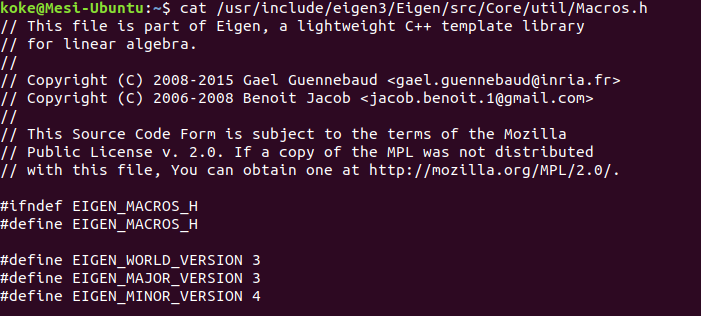 koke@Mesi-Ubuntu:~$ cat /usr/include/eigen3/Eigen/src/Core/util/Macros.h
// This file is part of Eigen, a lightweight C++ template library
// for linear algebra.
//
// Copyright (C) 2008-2015 Gael Guennebaud <gael.guennebaud@inria.fr>
// Copyright (C) 2006-2008 Benoit Jacob <jacob.benoit.1@gmail.com>
//
// This Source Code Form is subject to the terms of the Mozilla
// Public License v. 2.0. If a copy of the MPL was not distributed
// with this file, You can obtain one at http://mozilla.org/MPL/2.0/.
#ifndef EIGEN_MACROS_H
#define EIGEN_MACROS_H
#define EIGEN_WORLD_VERSION 3
#define EIGEN_MAJOR_VERSION 3
#define EIGEN_MINOR_VERSION 4